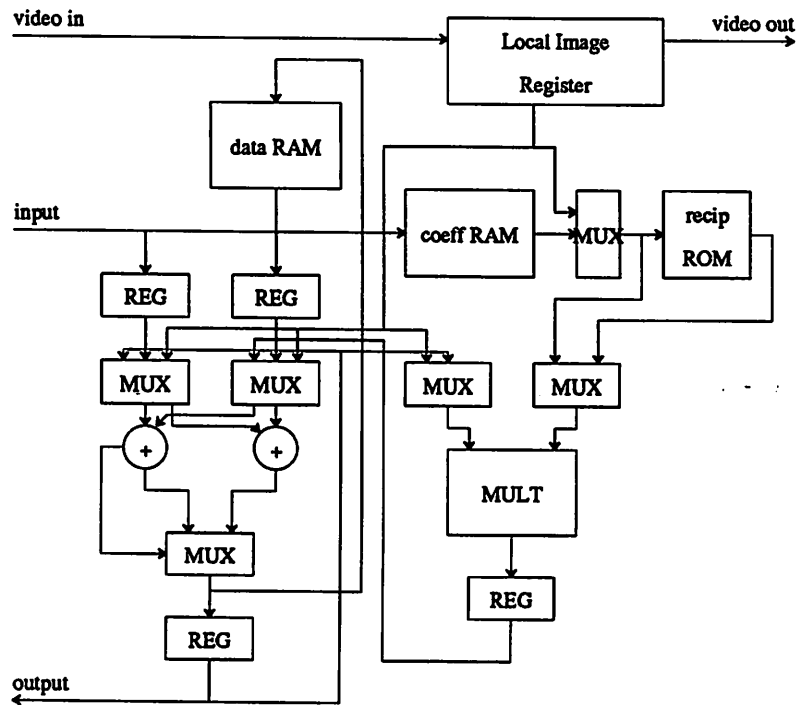 video in
Local Image
Register
video out
data RAM
input
coeff RAM
MUX
recip
ROM
REG
REG
MUX
MUX
MUX
MUX
+
+
MULT
MUX
REG
REG
output